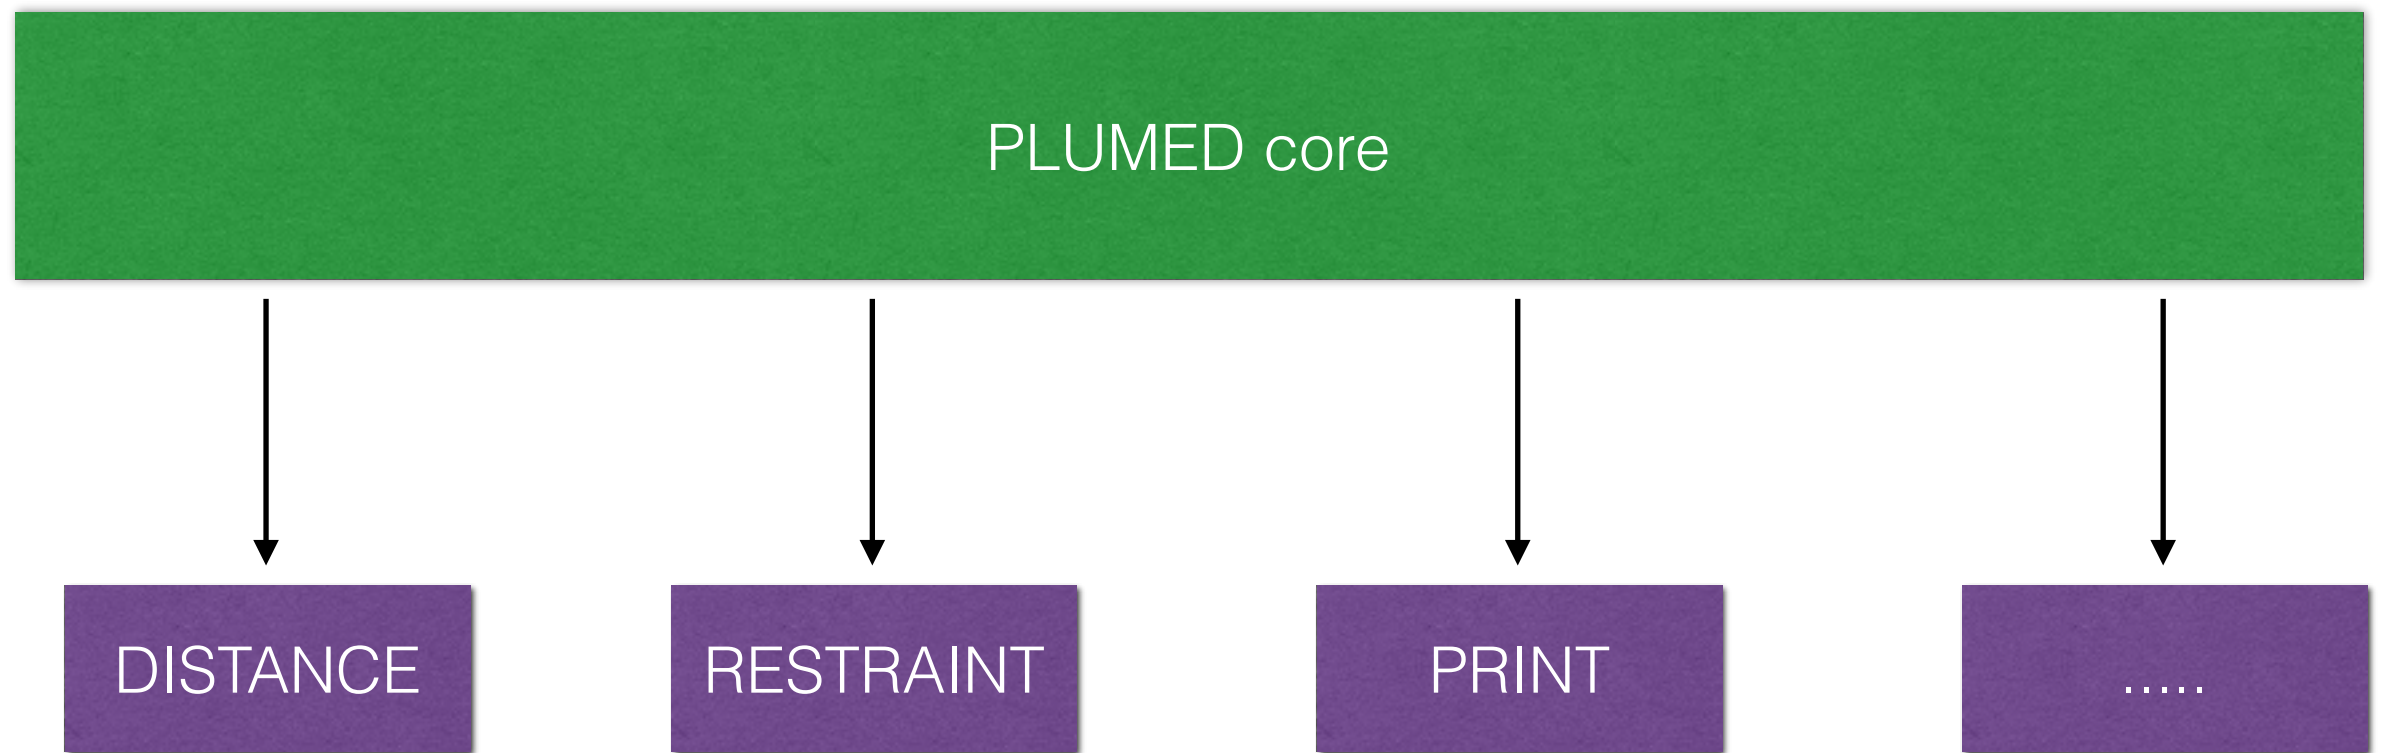 PLUMED core
DISTANCE
RESTRAINT
PRINT
.....